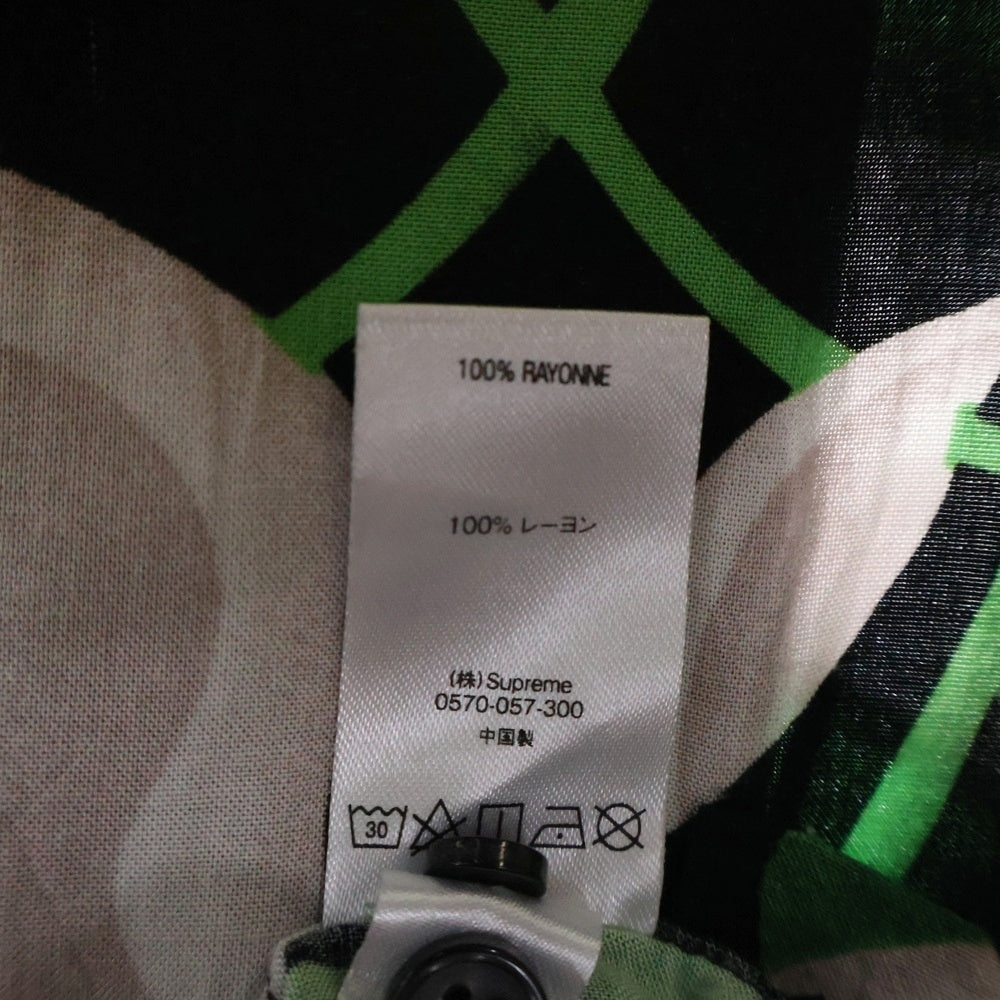 100% RAYONNE
100% レーヨン
(株) Supreme
0570-057-300
中国製
30